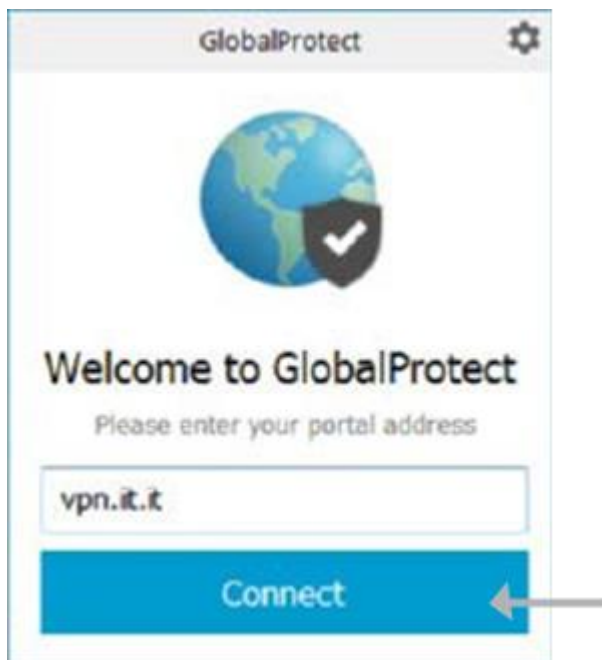 GlobalProtect
Welcome to GlobalProtect
Please enter your portal address
vpn.it.it
Connect